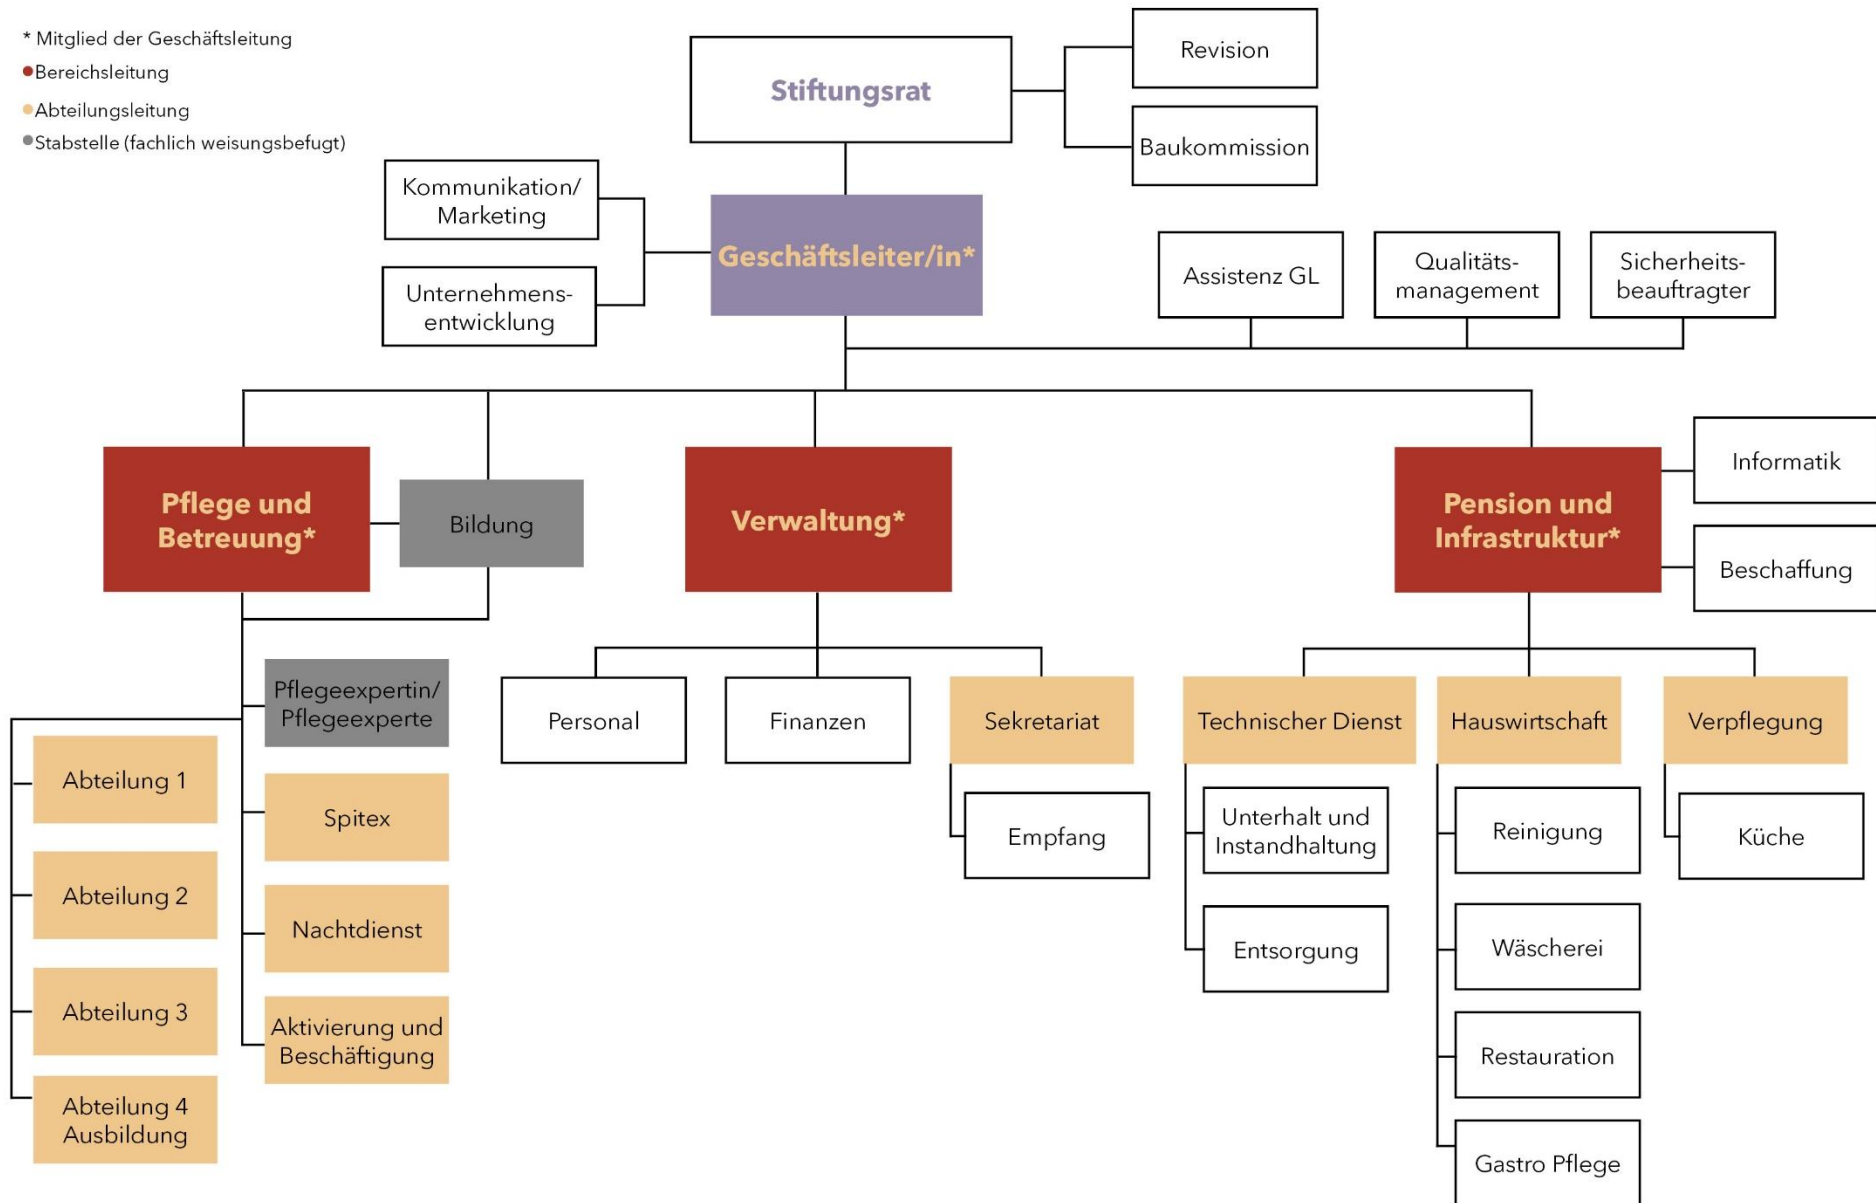 * Mitglied der Geschäftsleitung
Bereichsleitung
Abteilungsleitung
Stabstelle (fachlich weisungsbefugt)
Stiftungsrat
Revision
Baukommission
Kommunikation/
Marketing
Unternehmens-
entwicklung
Geschäftsleiter/in*
Assistenz GL
Qualitäts-
management
Sicherheits-
beauftragter
Pflege und
Betreuung*
Bildung
Verwaltung*
Pension und
Infrastruktur*
Informatik
Beschaffung
Pflegeexpertin/
Pflegeexperte
Abteilung 1
Abteilung 2
Abteilung 3
Abteilung 4
Ausbildung
Spitex
Nachtdienst
Aktivierung und
Beschäftigung
Personal
Finanzen
Sekretariat
Empfang
Technischer Dienst
Unterhalt und
Instandhaltung
Entsorgung
Hauswirtschaft
Reinigung
Wäscherei
Restauration
Gastro Pflege
Verpflegung
Küche